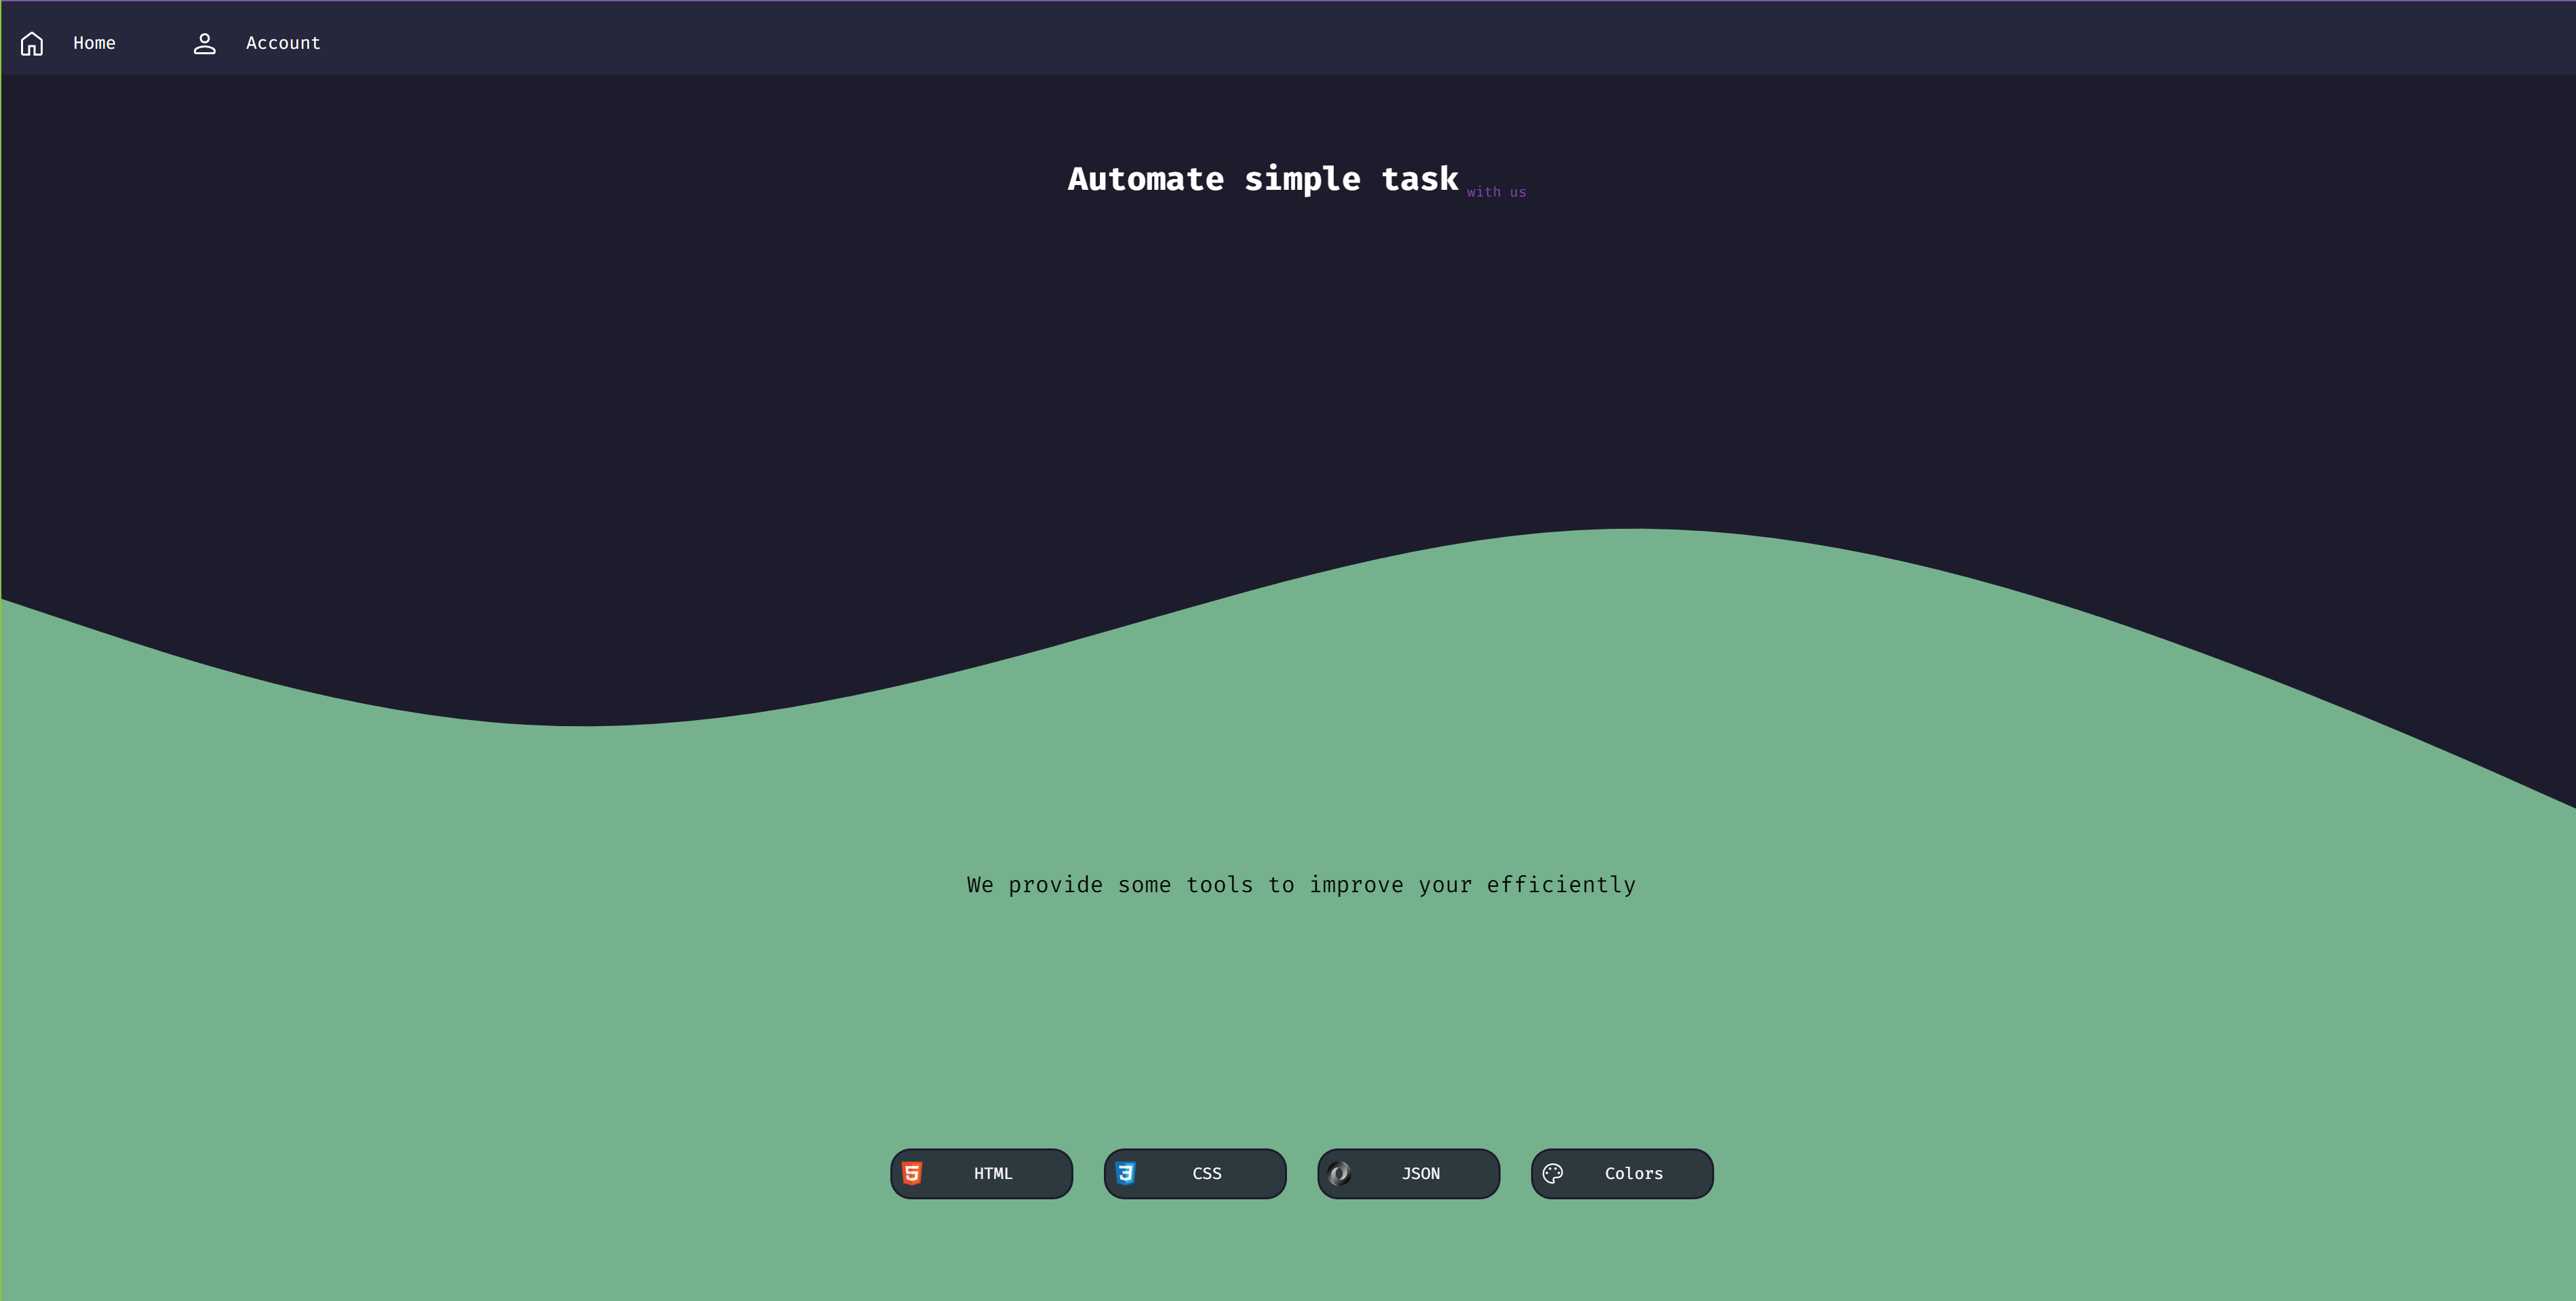 Home Account
Automate simple task with us
We provide some tools to improve your efficiently
HTML CSS JSON Colors